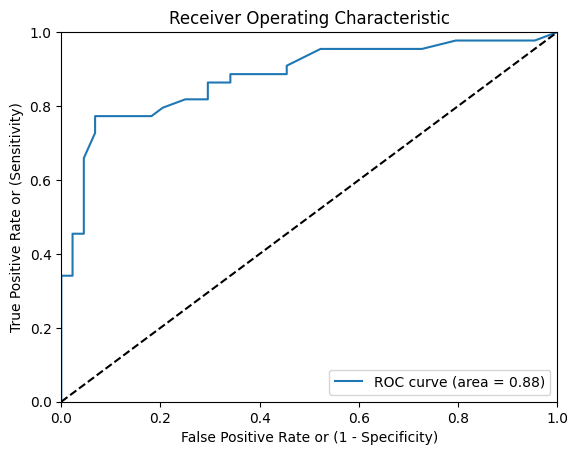 Receiver Operating Characteristic
1.0
0.8
0.6
0.4
0.2
0.0
True Positive Rate or (Sensitivity)
ROC curve (area = 0.88)
0.0 0.2 0.4 0.6 0.8 1.0
False Positive Rate or (1 - Specificity)